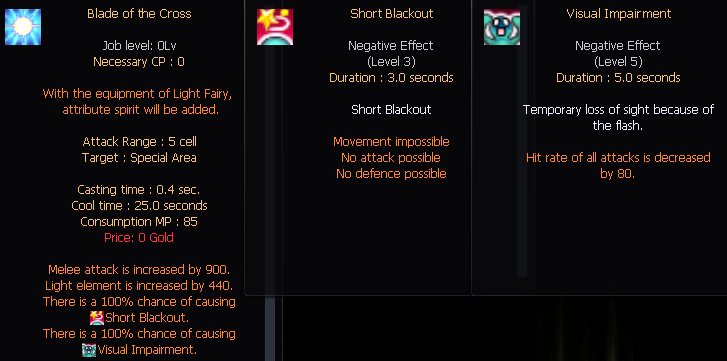 Blade of the Cross
Job level: 0Lv
Necessary CP : 0
With the equipment of Light Fairy,
attribute spirit will be added.
Attack Range : 5 cell
Target : Special Area
Casting time : 0.4 sec.
Cool time : 25.0 seconds
Consumption MP : 85
Price: 0 Gold
Melee attack is increased by 900.
Light element is increased by 440.
There is a 100% chance of causing
Short Blackout.
There is a 100% chance of causing
Visual Impairment.
Short Blackout
Negative Effect
(Level 3)
Duration : 3.0 seconds
Short Blackout
Movement impossible
No attack possible
No defence possible
Visual Impairment
Negative Effect
(Level 5)
Duration : 5.0 seconds
Temporary loss of sight because of
the flash.
Hit rate of all attacks is decreased
by 80.